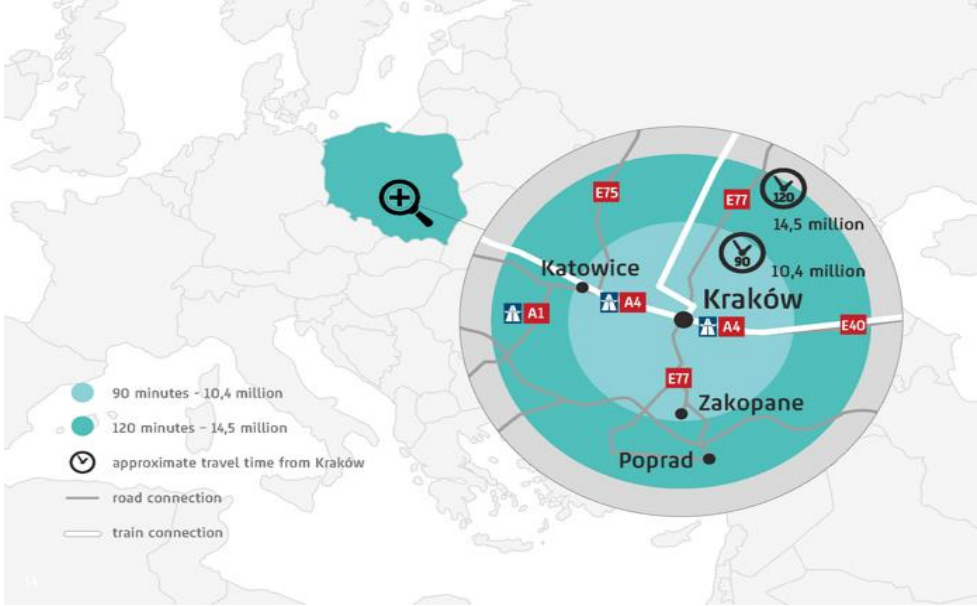 E75
E77
120
14,5 million
90
10,4 million
Katowice
A4
Kraków
A1
A4
E40
E77
Zakopane
Poprad
90 minutes - 10,4 million
120 minutes - 14,5 million
approximate travel time from Kraków
road connection
train connection
14